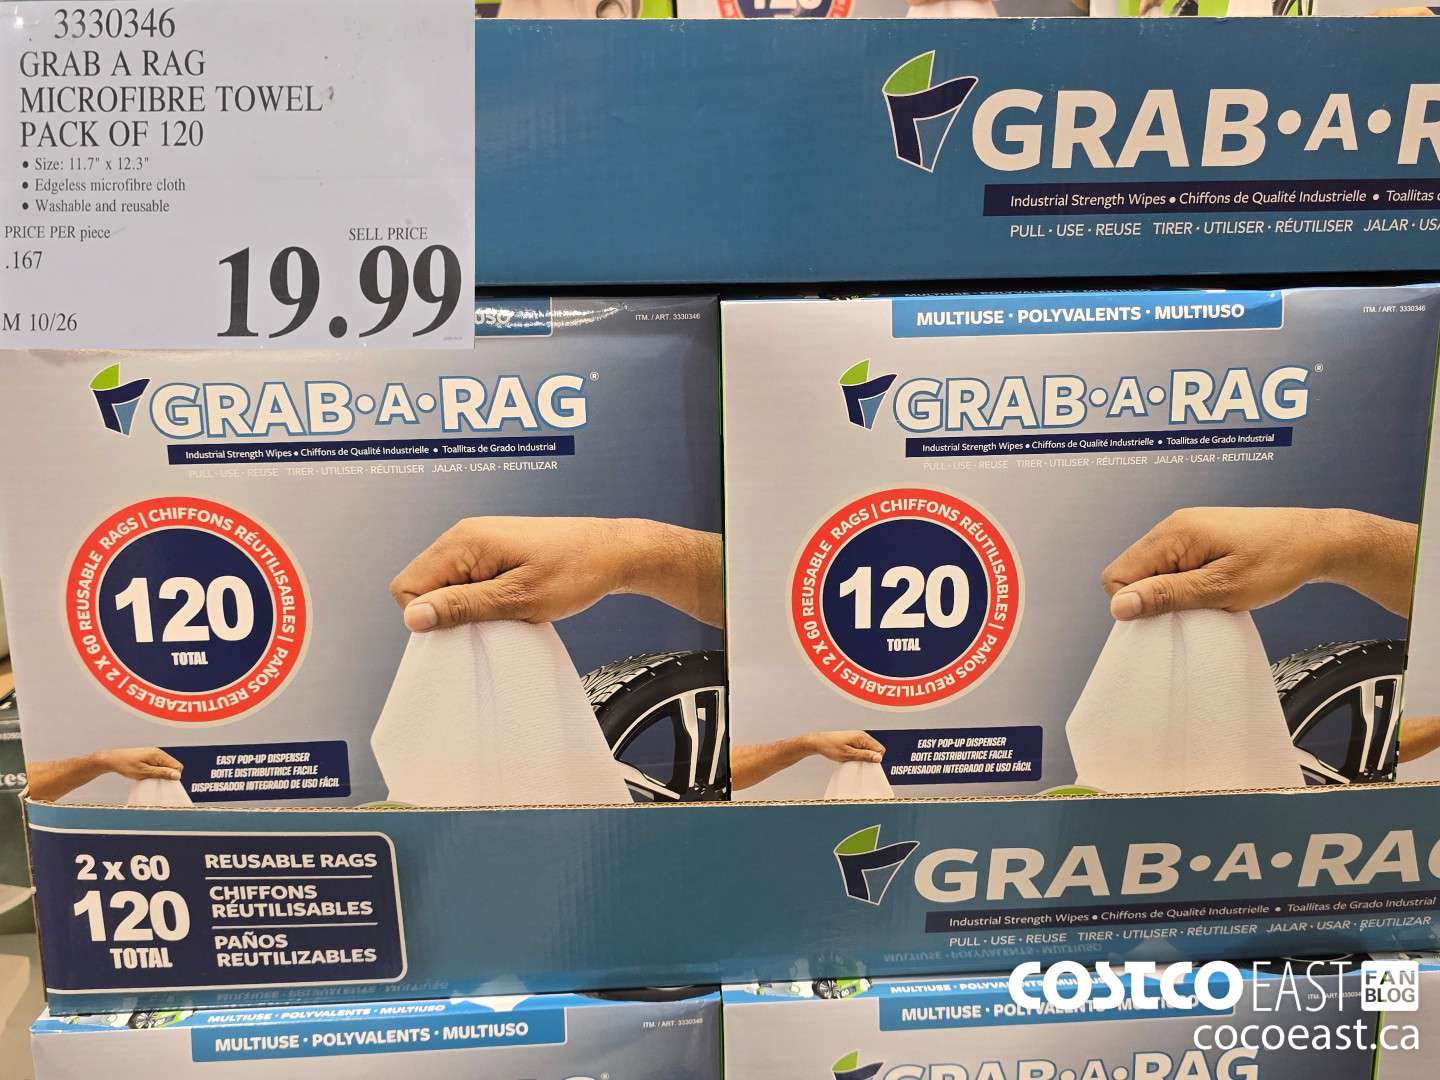 3330346
GRAB A RAG
MICROFIBRE TOWEL
PACK OF 120
• Size: 11.7" x 12.3"
• Edgeless microfibre cloth
• Washable and reusable
PRICE PER piece
.167
SELL PRICE
19.99
M 10/26
GRAB•A•R
Industrial Strength Wipes • Chiffons de Qualité Industrielle • Toallitas
PULL · USE · REUSE TIRER · UTILISER · RÉUTILISER JALAR · USA
ITM. / ART. 3330346
GRAB•A•RAG®
Industrial Strength Wipes • Chiffons de Qualité Industrielle • Toallitas de Grado Industrial
PULL · USE · REUSE TIRER · UTILISER · RÉUTILISER JALAR · USAR · REUTILIZAR
2 X 60 REUSABLE RAGS | CHIFFONS RÉUTILISABLES | PAÑOS REUTILIZABLES |
120
TOTAL
EASY POP-UP DISPENSER
BOITE DISTRIBUTRICE FACILE
DISPENSADOR INTEGRADO DE USO FÁCIL
MULTIUSE · POLYVALENTS · MULTIUSO
ITM. / ART. 3330346
GRAB•A•RAG®
Industrial Strength Wipes • Chiffons de Qualité Industrielle • Toallitas de Grado Industrial
PULL · USE · REUSE TIRER · UTILISER · RÉUTILISER JALAR · USAR · REUTILIZAR
2 X 60 REUSABLE RAGS | CHIFFONS RÉUTILISABLES | PAÑOS REUTILIZABLES |
120
TOTAL
EASY POP-UP DISPENSER
BOITE DISTRIBUTRICE FACILE
DISPENSADOR INTEGRADO DE USO FÁCIL
2 x 60
120
TOTAL
REUSABLE RAGS
CHIFFONS
RÉUTILISABLES
PAÑOS
REUTILIZABLES
GRAB•A•RAG
Industrial Strength Wipes • Chiffons de Qualité Industrielle • Toallitas de Grado Industrial
PULL · USE · REUSE TIRER · UTILISER · RÉUTILISER JALAR · USAR · REUTILIZAR
MULTIUSE · POLYVALENTS · MULTIUSO
MULTIUSE · POLYVALENTS · MULTIUSO
ITM. / ART. 3330346
MULTIUSE · POLYVALENTS · MULTIUSO
GRAB•A•RAG
COSTCO EAST FAN BLOG
cocoeast.ca